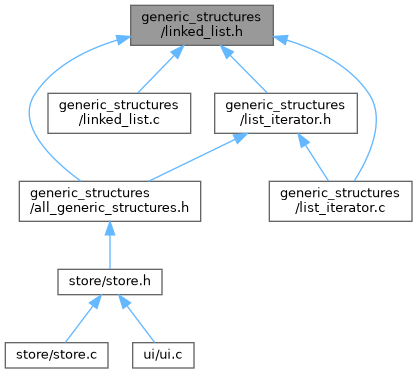 generic_structures
/linked_list.h
generic_structures
/linked_list.c
generic_structures
/list_iterator.h
generic_structures
/all_generic_structures.h
generic_structures
/list_iterator.c
store/store.h
store/store.c
ui/ui.c